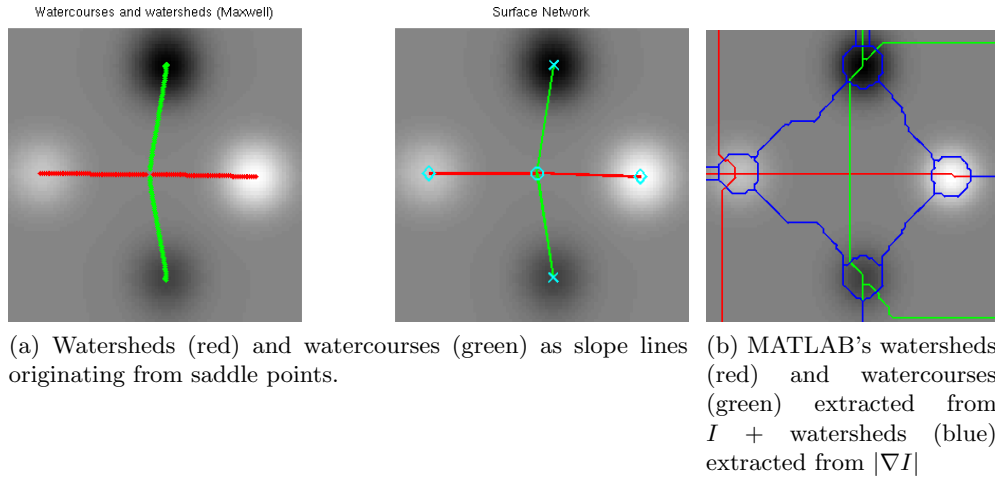 Watercourses and watersheds (Maxwell)
Surface Network
(a) Watersheds (red) and watercourses (green) as slope lines
originating from saddle points.
(b) MATLAB's watersheds
(red) and watercourses
(green) extracted from
I + watersheds (blue)
extracted from |∇I|